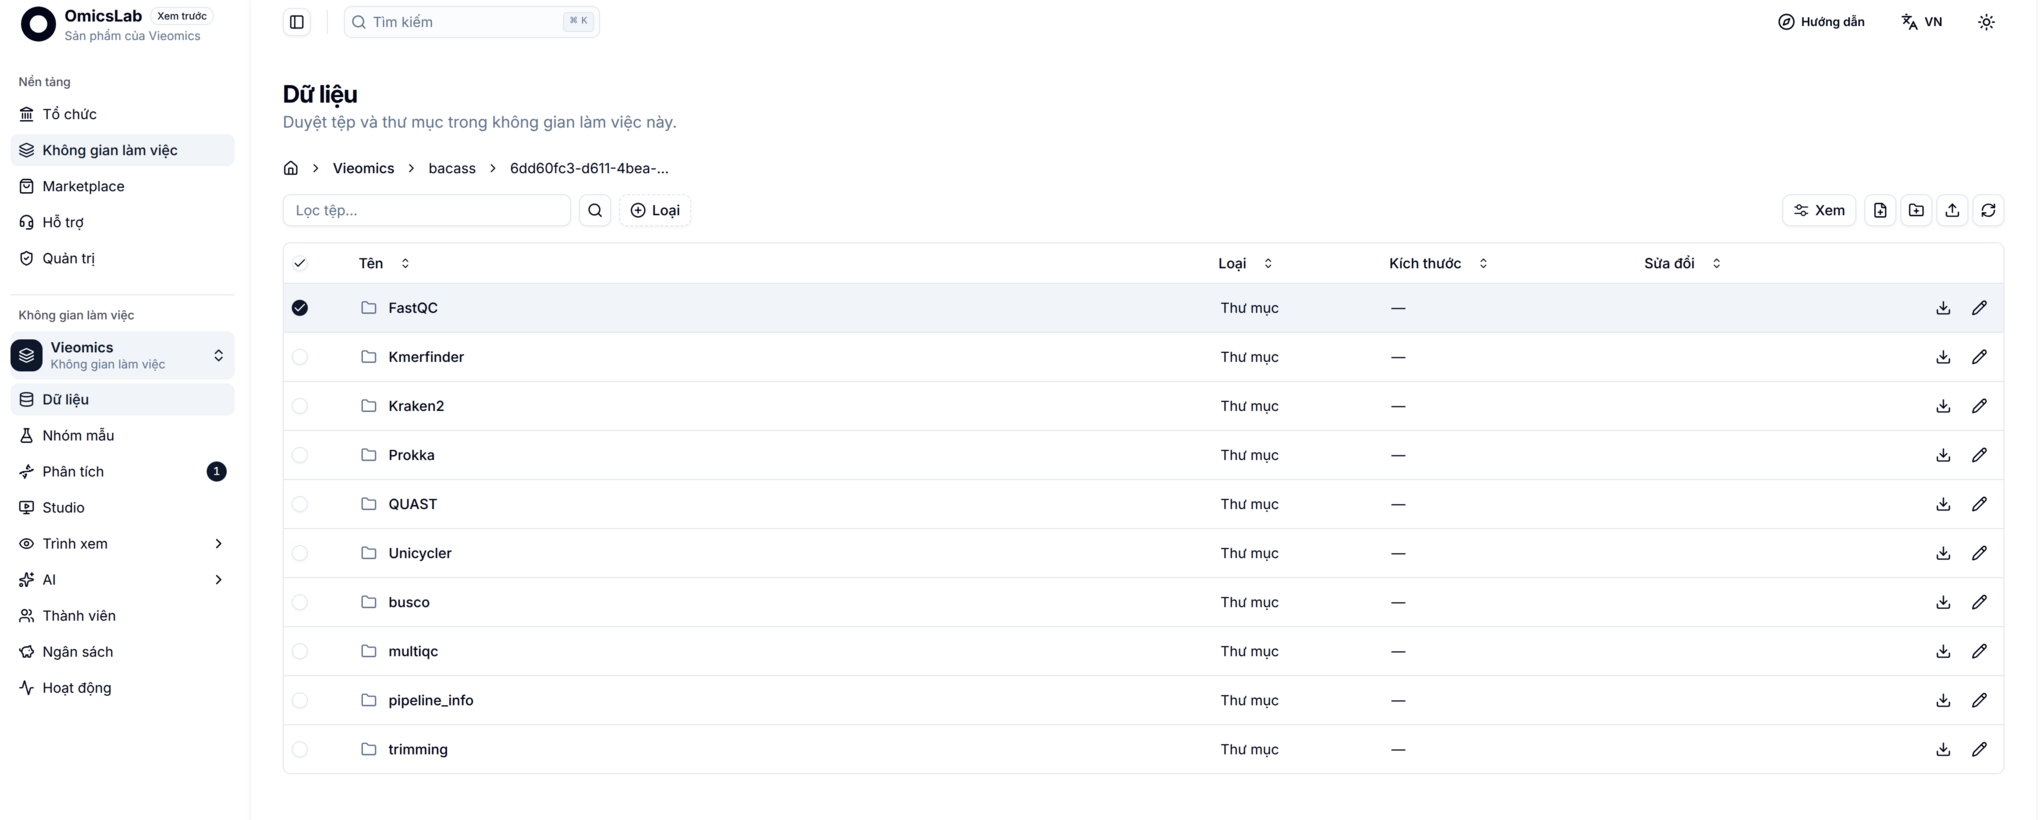 OmicsLab Xem trước
Sản phẩm của Vieomics
Nền tảng
Tổ chức
Không gian làm việc
Marketplace
Hỗ trợ
Quản trị
Không gian làm việc
Vieomics
Không gian làm việc
Dữ liệu
Nhóm mẫu
Phân tích 1
Studio
Trình xem
AI
Thành viên
Ngân sách
Hoạt động
Tìm kiếm ⌘ K
Hướng dẫn VN
Dữ liệu
Duyệt tệp và thư mục trong không gian làm việc này.
Vieomics > bacass > 6dd60fc3-d611-4bea-...
Lọc tệp... Loại Xem
Tên Loại Kích thước Sửa đổi
FastQC Thư mục —
Kmerfinder Thư mục —
Kraken2 Thư mục —
Prokka Thư mục —
QUAST Thư mục —
Unicycler Thư mục —
busco Thư mục —
multiqc Thư mục —
pipeline_info Thư mục —
trimming Thư mục —